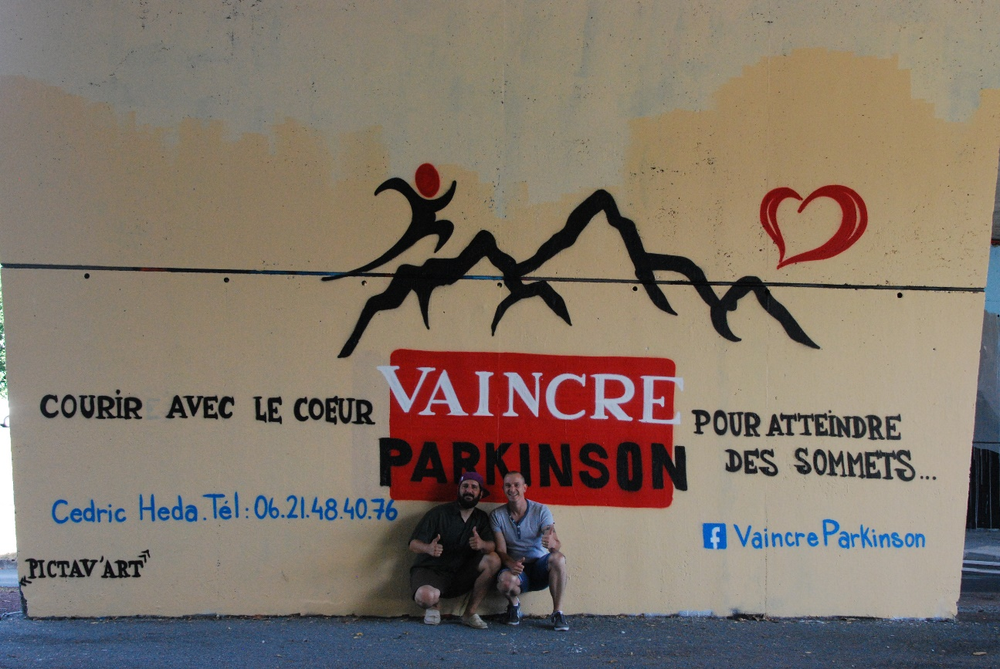 VAINCRE
PARKINSON
COURIR AVEC LE COEUR
POUR ATTEINDRE
DES SOMMETS...
Cedric Heda. Tél: 06.21.48.40.76
f VaincreParkinson
PICTAV'ART